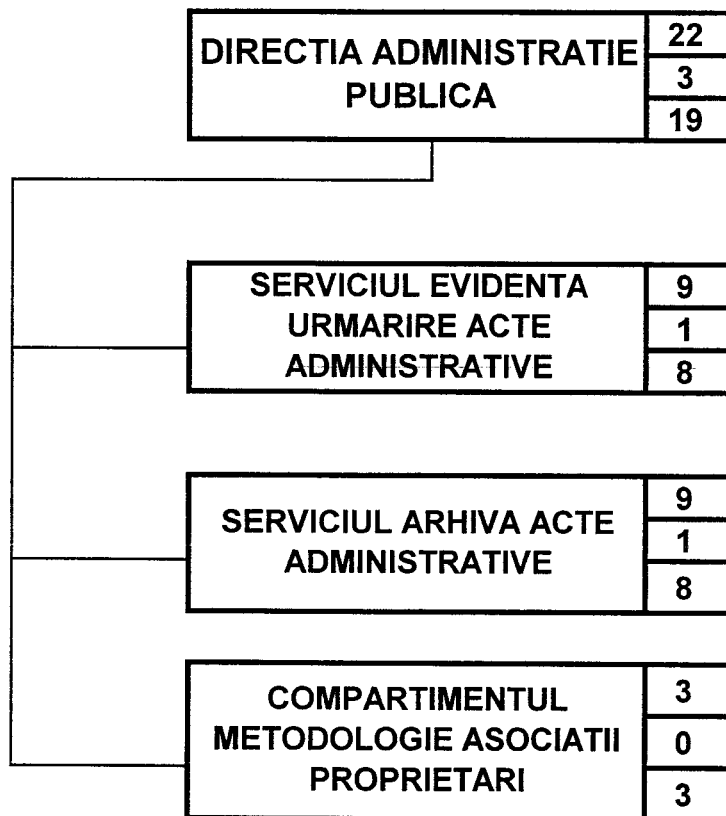 DIRECTIA ADMINISTRATIE
PUBLICA
22
3
19
SERVICIUL EVIDENTA
URMARIRE ACTE
ADMINISTRATIVE
9
1
8
SERVICIUL ARHIVA ACTE
ADMINISTRATIVE
9
1
8
COMPARTIMENTUL
METODOLOGIE ASOCIATII
PROPRIETARI
3
0
3